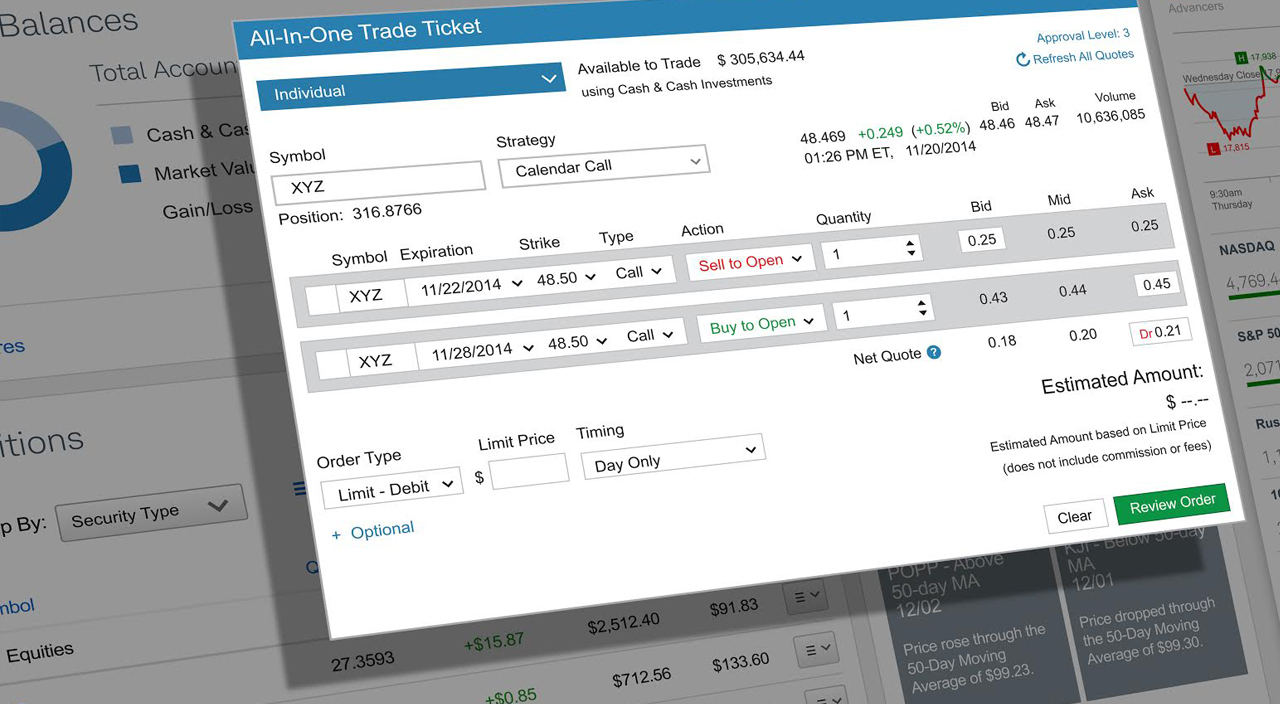 Balances
Total Accoun
Cash & Cas
Market Valu
Gain/Loss
res
itions
p By: Security Type
mbol
Equities
27.3593 +$15.87 $2,512.40 $91.83
+$0.85 $712.56 $133.60
All-In-One Trade Ticket
Individual
Available to Trade $ 305,634.44
using Cash & Cash Investments
Approval Level: 3
Refresh All Quotes
Symbol
XYZ
Position: 316.8766
Strategy
Calendar Call
48.469 +0.249 (+0.52%)
01:26 PM ET, 11/20/2014
Bid Ask Volume
48.46 48.47 10,636,085
Symbol Expiration Strike Type Action Quantity Bid Mid Ask
XYZ 11/22/2014 48.50 Call Sell to Open 1 0.25 0.25 0.25
XYZ 11/28/2014 48.50 Call Buy to Open 1 0.43 0.44 0.45
Net Quote ? 0.18 0.20 Dr 0.21
Order Type Limit Price Timing
Limit - Debit $ Day Only
+ Optional
Estimated Amount:
$ --.--
Estimated Amount based on Limit Price
(does not include commission or fees)
Clear Review Order
Advancers
H 17,938
Wednesday Close
L 17,815
9:30am
Thursday
NASDAQ
4,769.4
S&P 50
2,071
Rus
POPP - Above
50-day MA
12/02
Price rose through the
50-Day Moving
Average of $99.23.
KJI - Below 50-day
MA
12/01
Price dropped through
the 50-Day Moving
Average of $99.30.